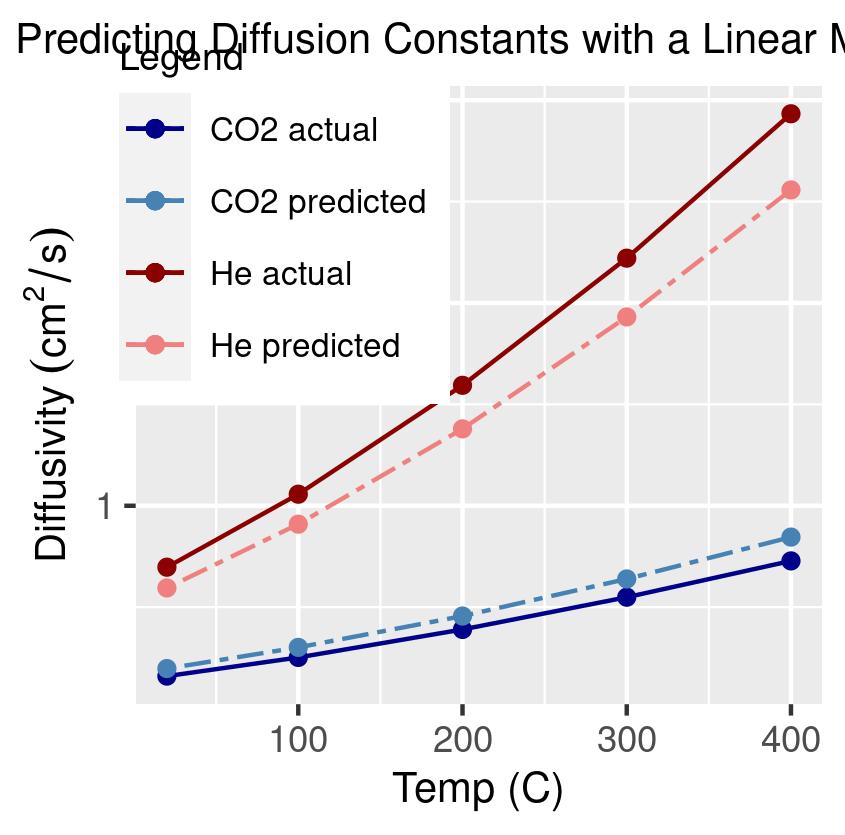 Predicting Diffusion Constants with a Linear
Legend
CO2 actual
CO2 predicted
He actual
He predicted
Diffusivity (cm²/s)
1
100 200 300 400
Temp (C)